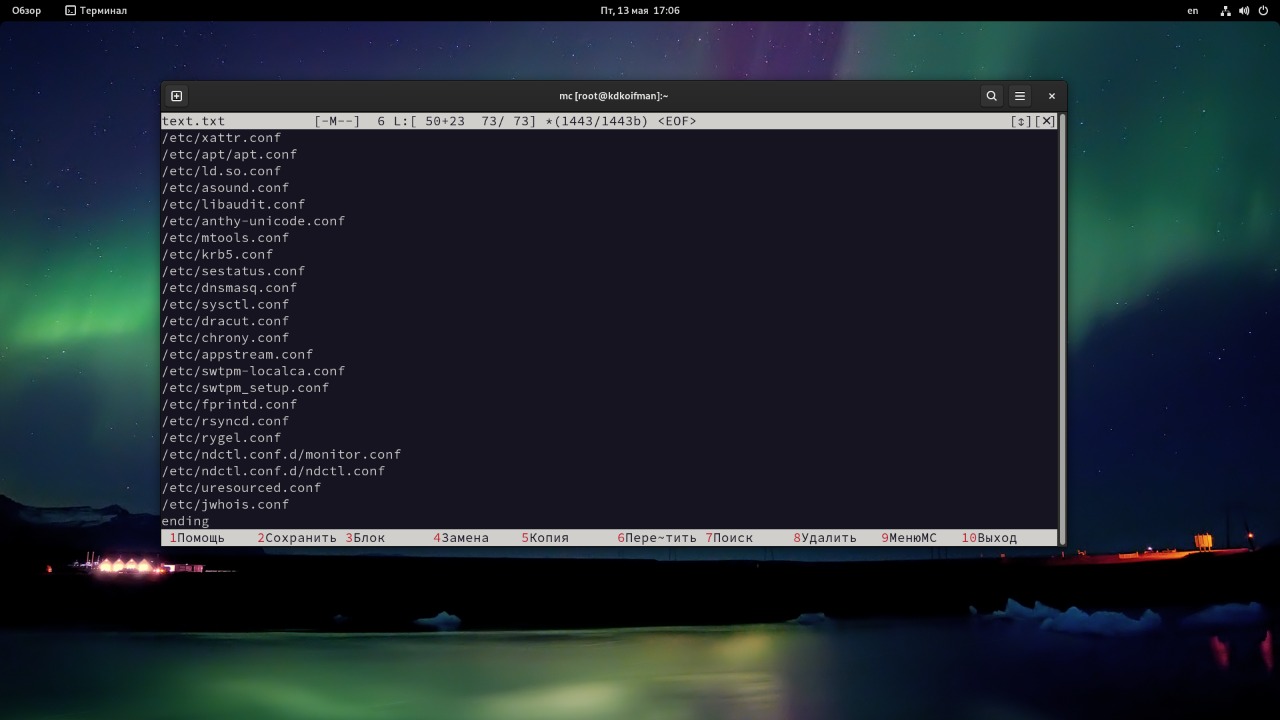 Обзор Терминал Пт, 13 мая 17:06 en
mc [root@kdkoifman]:~
text.txt [-M--] 6 L:[ 50+23 73/ 73] *(1443/1443b) <EOF> [↕][X]
/etc/xattr.conf
/etc/apt/apt.conf
/etc/ld.so.conf
/etc/asound.conf
/etc/libaudit.conf
/etc/anthy-unicode.conf
/etc/mtools.conf
/etc/krb5.conf
/etc/sestatus.conf
/etc/dnsmasq.conf
/etc/sysctl.conf
/etc/dracut.conf
/etc/chrony.conf
/etc/appstream.conf
/etc/swtpm-localca.conf
/etc/swtpm_setup.conf
/etc/fprintd.conf
/etc/rsyncd.conf
/etc/rygel.conf
/etc/ndctl.conf.d/monitor.conf
/etc/ndctl.conf.d/ndctl.conf
/etc/uresourced.conf
/etc/jwhois.conf
ending
1Помощь 2Сохранить 3Блок 4Замена 5Копия 6Пере~тить 7Поиск 8Удалить 9МенюМС 10Выход